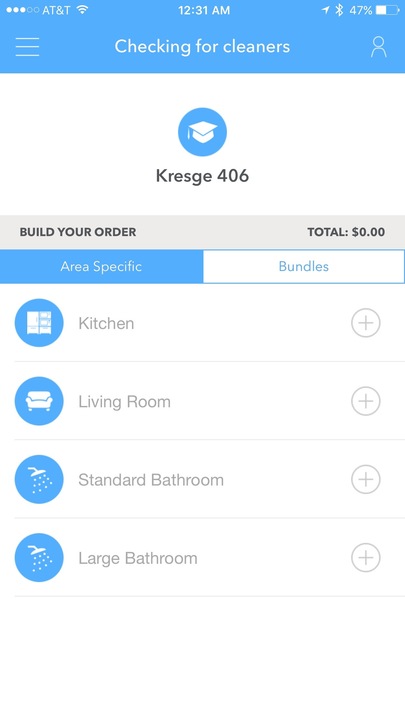 AT&T 12:31 AM 47%
Checking for cleaners
Kresge 406
BUILD YOUR ORDER TOTAL: $0.00
Area Specific Bundles
Kitchen
Living Room
Standard Bathroom
Large Bathroom